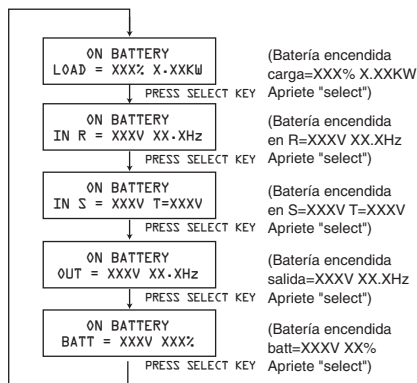 ON BATTERY
LOAD = XXX% X.XXKW
(Batería encendida
carga=XXX% X.XXKW
PRESS SELECT KEY
Apriete "select")
ON BATTERY
IN R = XXXV XX.XHz
(Batería encendida
en R=XXXV XX.XHz
PRESS SELECT KEY
Apriete "select")
ON BATTERY
IN S = XXXV T=XXXV
(Batería encendida
en S=XXXV T=XXXV
PRESS SELECT KEY
Apriete "select")
ON BATTERY
OUT = XXXV XX.XHz
(Batería encendida
salida=XXXV XX.XHz
PRESS SELECT KEY
Apriete "select")
ON BATTERY
BATT = XXXV XXX%
(Batería encendida
batt=XXXV XX%
PRESS SELECT KEY
Apriete "select")